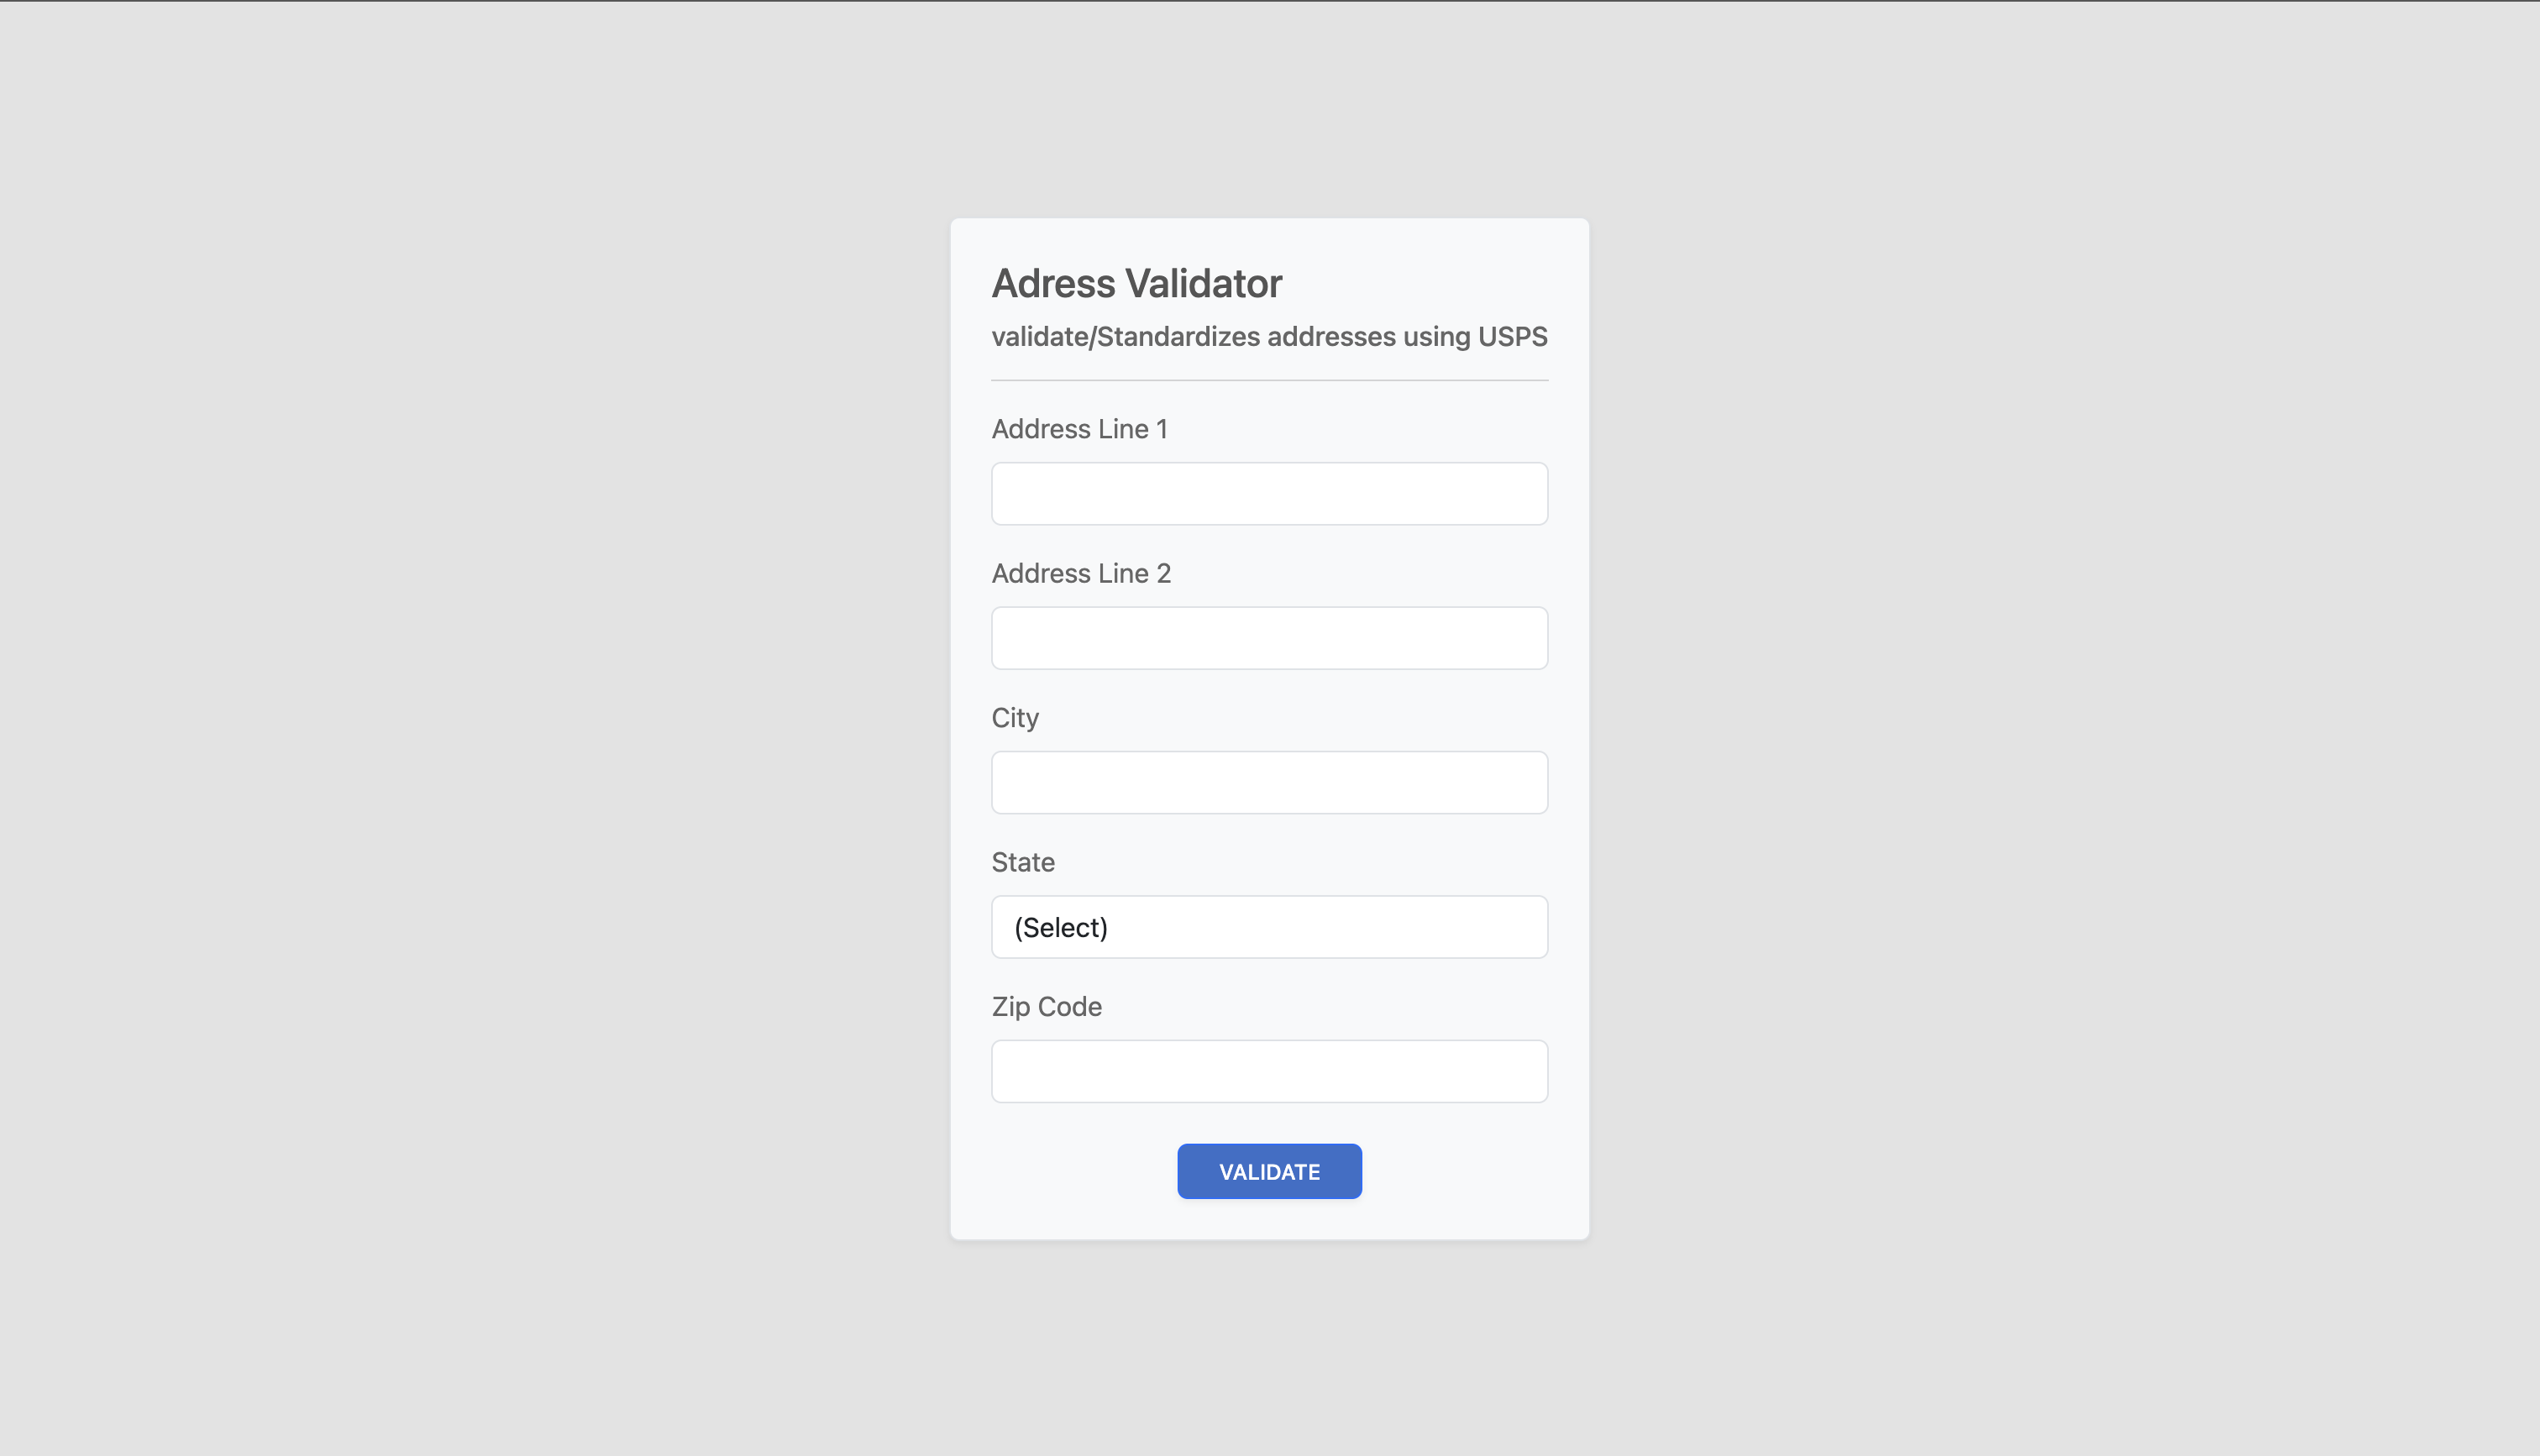 Adress Validator
validate/Standardizes addresses using USPS
Address Line 1
Address Line 2
City
State
(Select)
Zip Code
VALIDATE